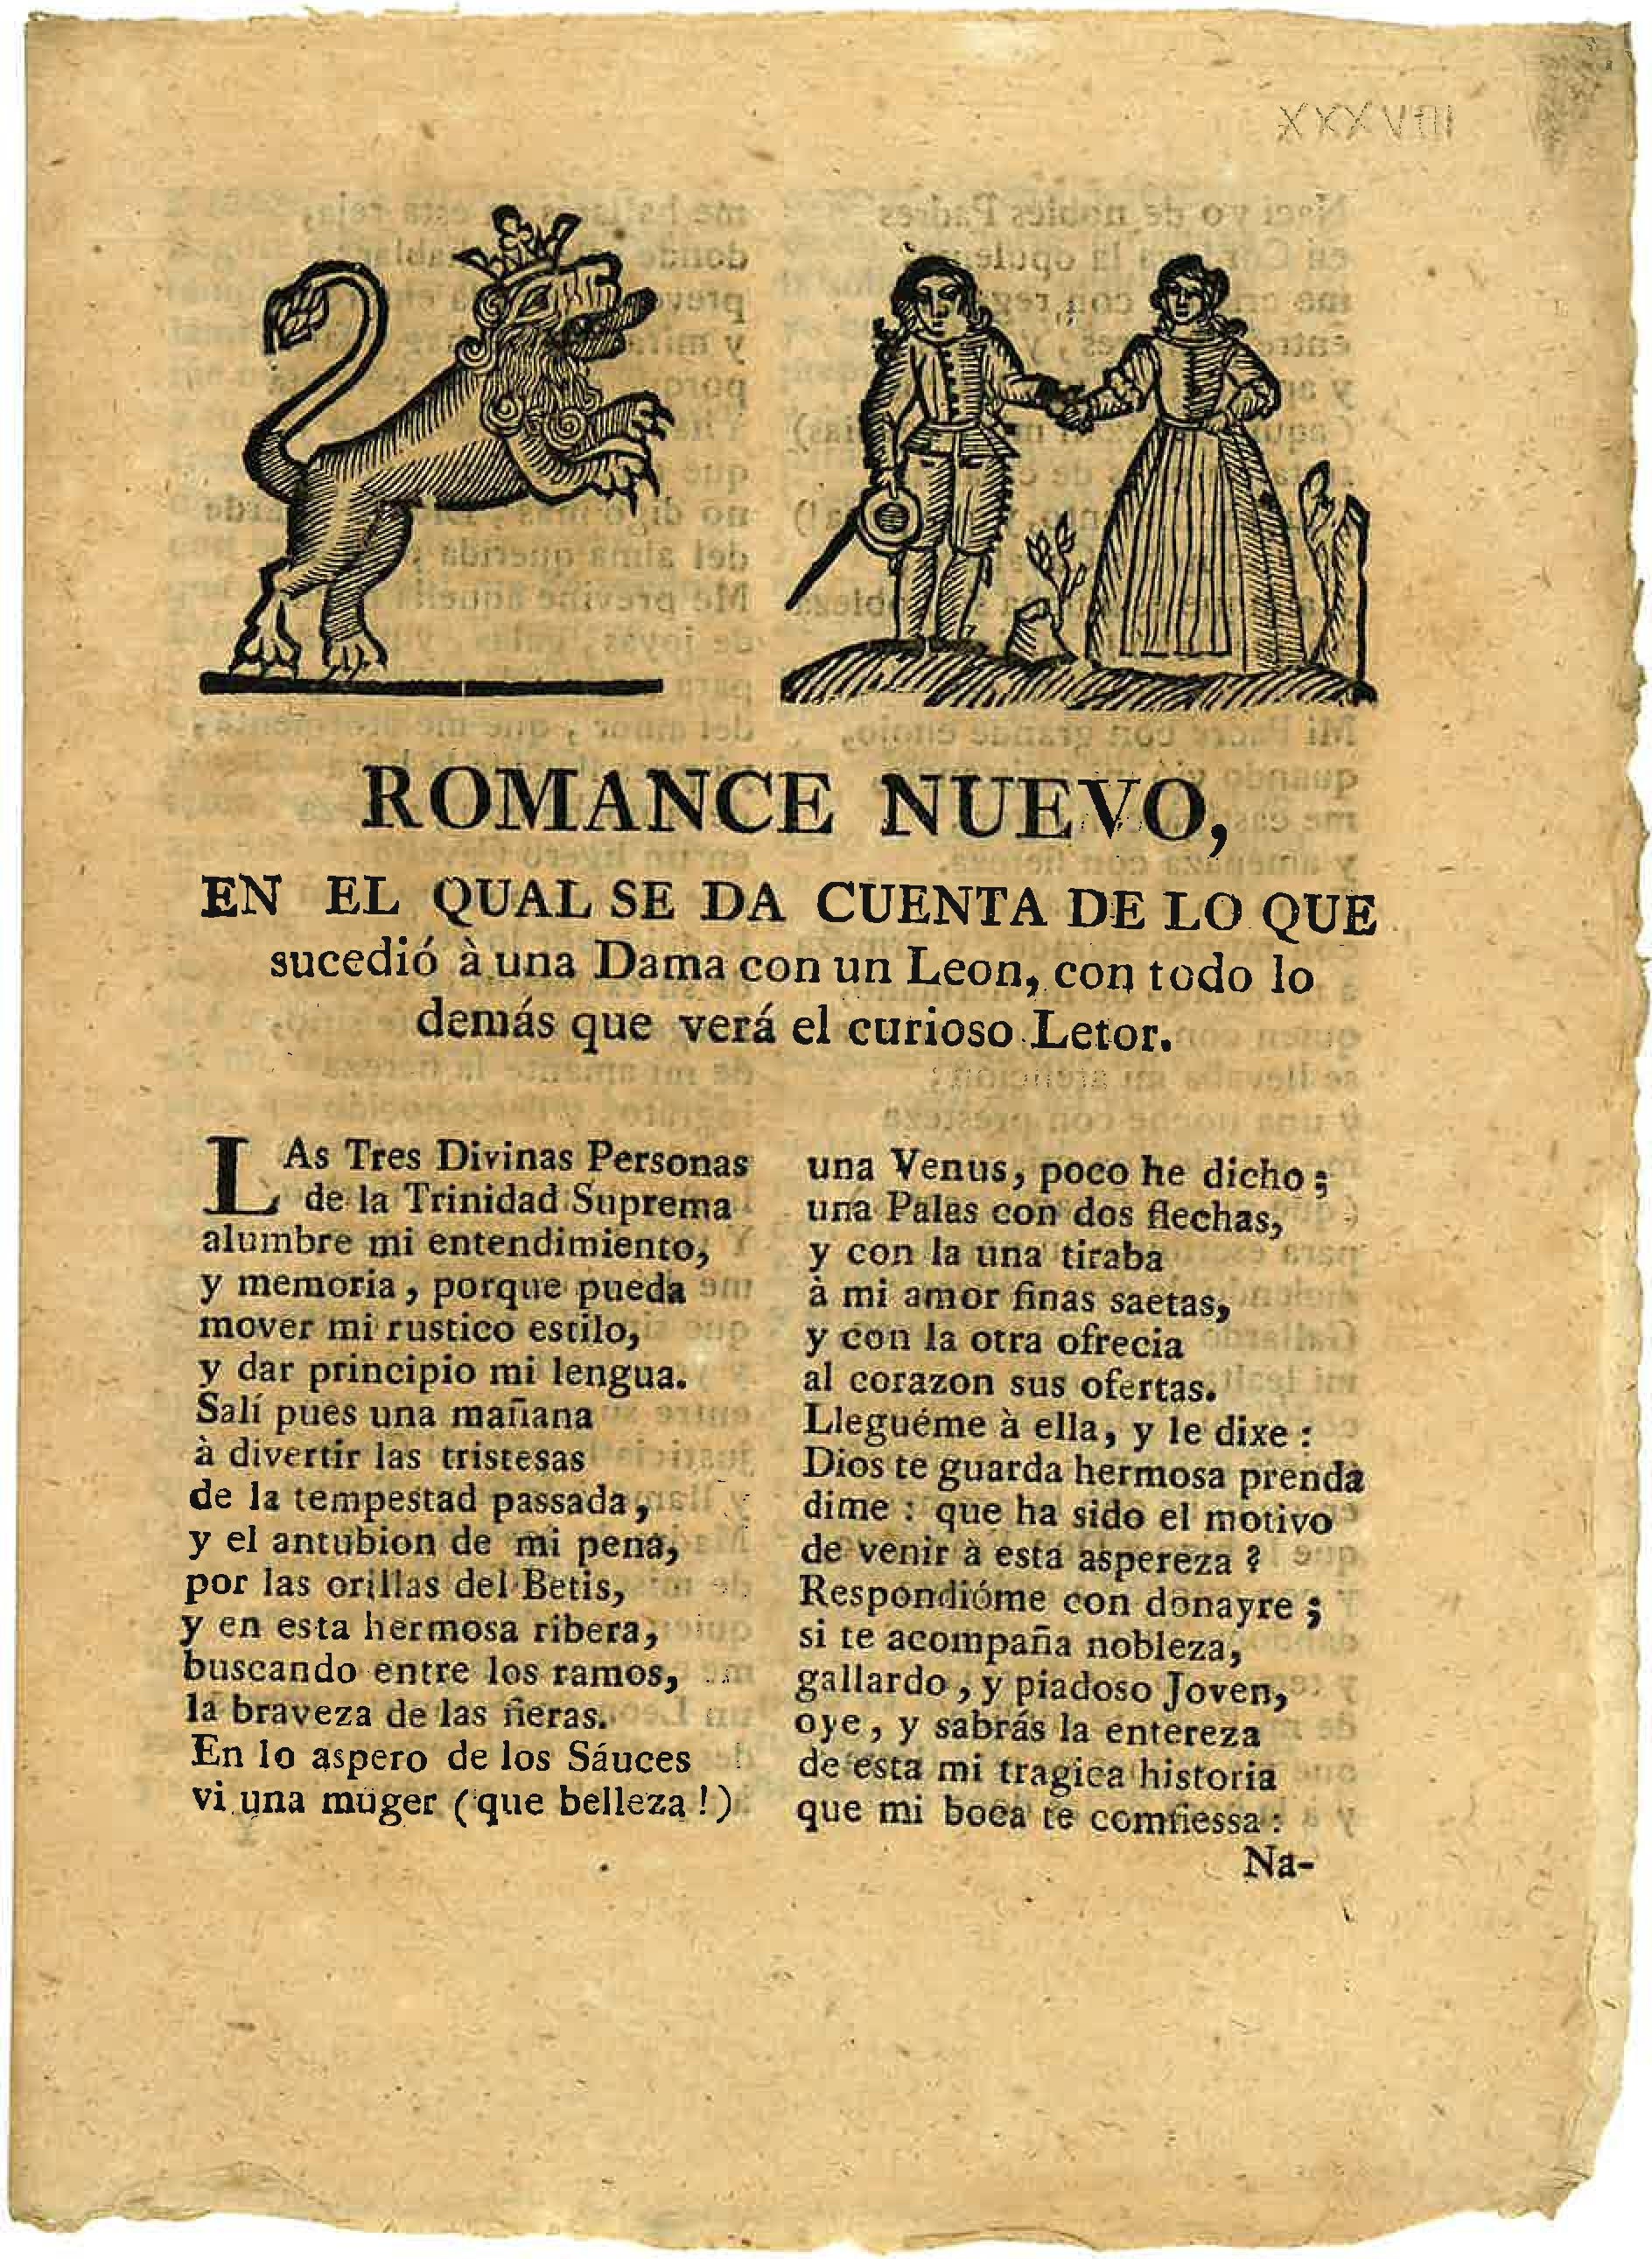 ROMANCE NUEVO,
EN EL QUAL SE DA CUENTA DE LO QUE
sucedió à una Dama con un Leon, con todo lo
demás que verá el curioso Letor.
LAs Tres Divinas Personas
de la Trinidad Suprema
alumbre mi entendimiento,
y memoria, porque pueda
mover mi rustico estilo,
y dar principio mi lengua.
Salí pues una mañana
à divertir las tristesas
de la tempestad passada,
y el antubion de mi pena,
por las orillas del Betis,
y en esta hermosa ribera,
buscando entre los ramos,
la braveza de las fieras.
En lo aspero de los Sáuces
vi una muger (que belleza!)
una Venus, poco he dicho;
una Palas con dos flechas,
y con la una tiraba
à mi amor finas saetas,
y con la otra ofrecia
al corazon sus ofertas.
Lleguéme à ella, y le dixe:
Dios te guarda hermosa prenda
dime: que ha sido el motivo
de venir à esta aspereza?
Respondióme con donayre;
si te acompaña nobleza,
gallardo, y piadoso Joven,
oye, y sabrás la entereza
de esta mi tragica historia
que mi boca te comfiessa:
Na-